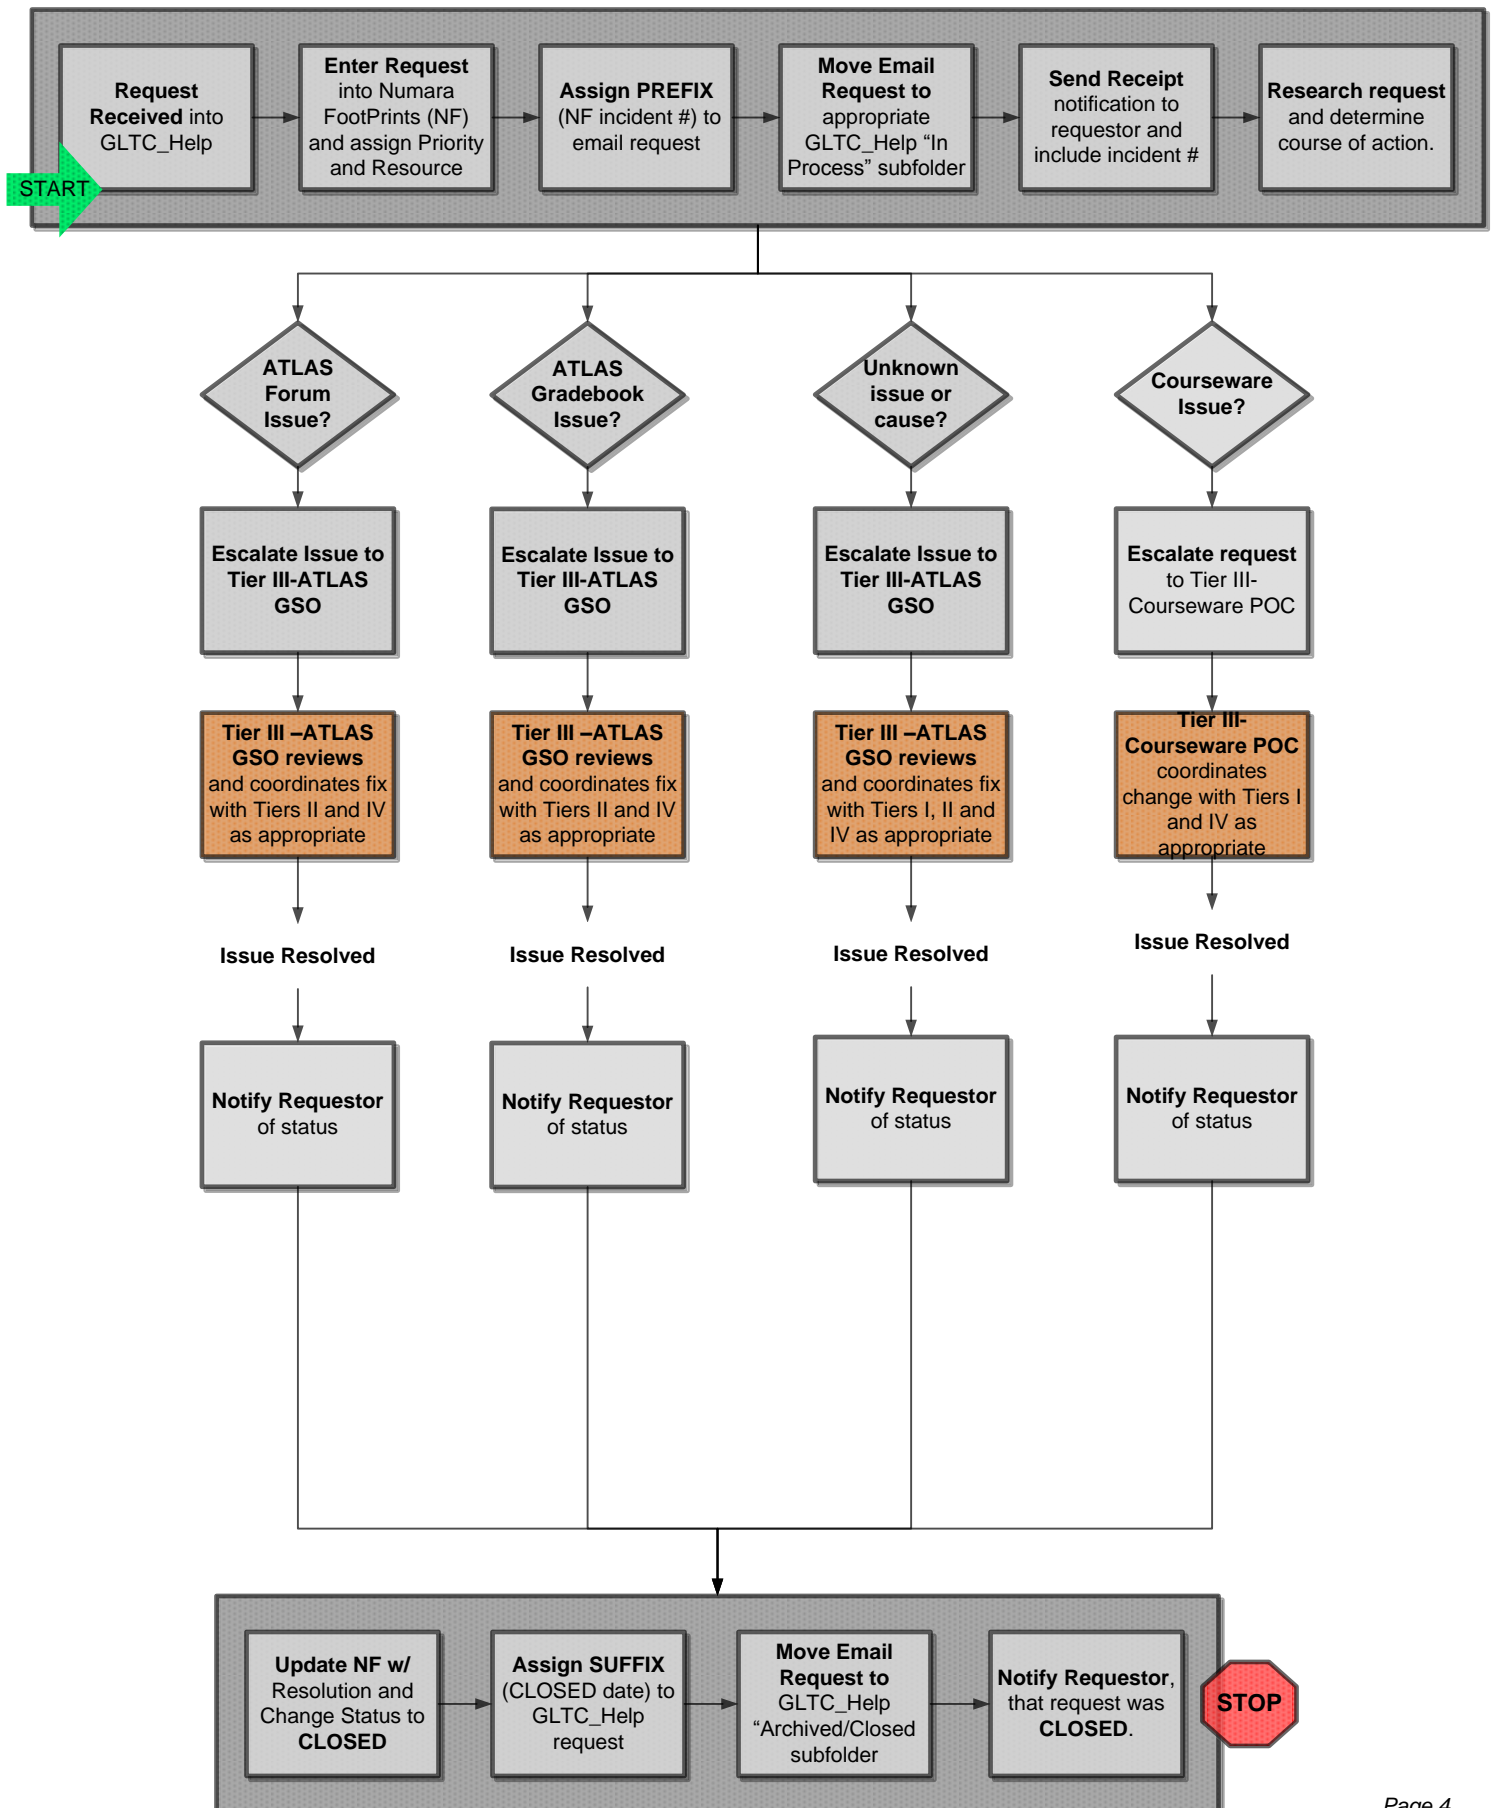 Request
Received into
GLTC_Help
START
Enter Request
into Numara
FootPrints (NF)
and assign Priority
and Resource
Assign PREFIX
(NF incident #) to
email request
Move Email
Request to
appropriate
GLTC_Help “In
Process” subfolder
Send Receipt
notification to
requestor and
include incident #
Research request
and determine
course of action.
ATLAS
Forum
Issue?
ATLAS
Gradebook
Issue?
Unknown
issue or
cause?
Courseware
Issue?
Escalate Issue to
Tier III-ATLAS
GSO
Escalate Issue to
Tier III-ATLAS
GSO
Escalate Issue to
Tier III-ATLAS
GSO
Escalate request
to Tier III-
Courseware POC
Tier III –ATLAS
GSO reviews
and coordinates fix
with Tiers II and IV
as appropriate
Tier III –ATLAS
GSO reviews
and coordinates fix
with Tiers II and IV
as appropriate
Tier III –ATLAS
GSO reviews
and coordinates fix
with Tiers I, II and
IV as appropriate
Tier III-
Courseware POC
coordinates
change with Tiers I
and IV as
appropriate
Issue Resolved
Issue Resolved
Issue Resolved
Issue Resolved
Notify Requestor
of status
Notify Requestor
of status
Notify Requestor
of status
Notify Requestor
of status
Update NF w/
Resolution and
Change Status to
CLOSED
Assign SUFFIX
(CLOSED date) to
GLTC_Help
request
Move Email
Request to
GLTC_Help
“Archived/Closed
subfolder
Notify Requestor,
that request was
CLOSED.
STOP
Page 4